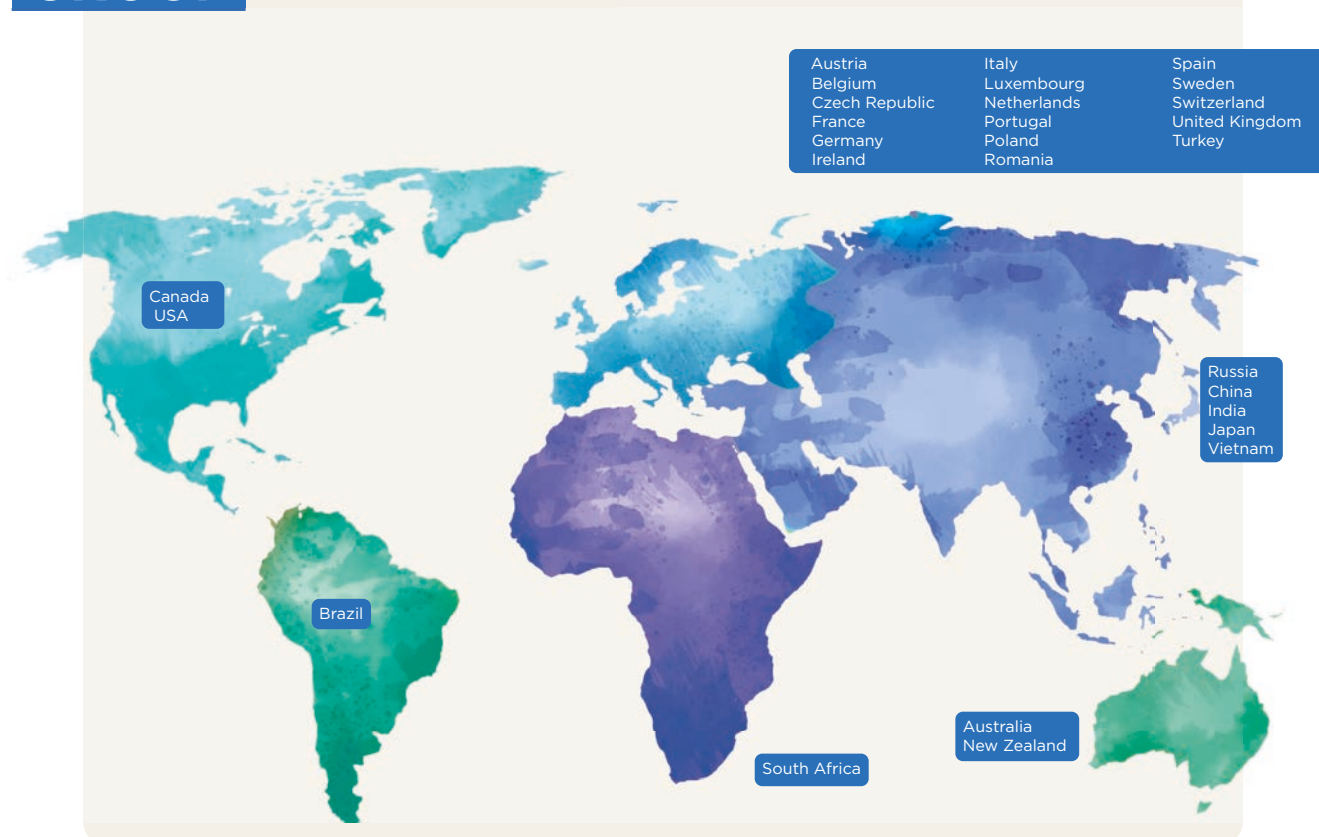 Austria
Belgium
Czech Republic
France
Germany
Ireland
Italy
Luxembourg
Netherlands
Portugal
Poland
Romania
Spain
Sweden
Switzerland
United Kingdom
Turkey
Canada
USA
Russia
China
India
Japan
Vietnam
Brazil
Australia
New Zealand
South Africa